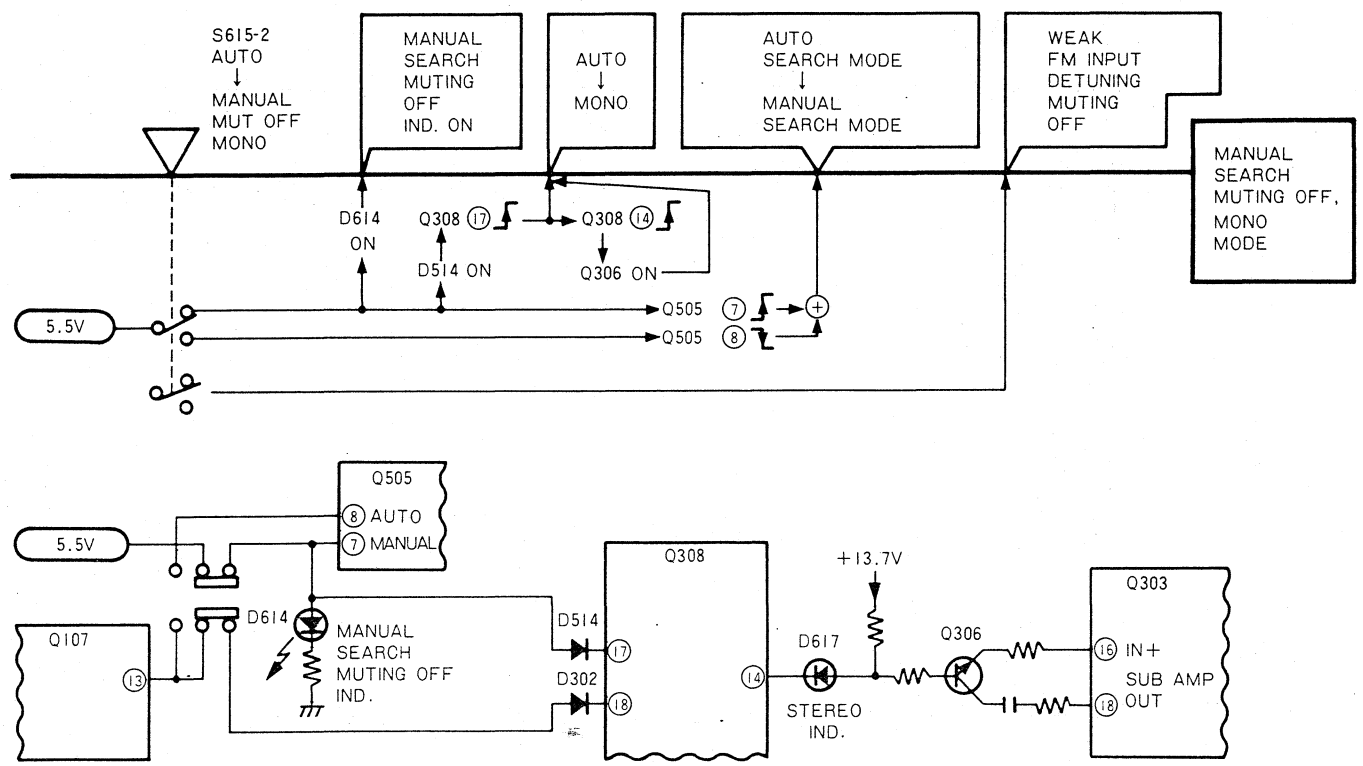 S615-2
AUTO
↓
MANUAL
MUT OFF
MONO
MANUAL
SEARCH
MUTING
OFF
IND. ON
AUTO
↓
MONO
AUTO
SEARCH MODE
↓
MANUAL
SEARCH MODE
WEAK
FM INPUT
DETUNING
MUTING
OFF
MANUAL
SEARCH
MUTING OFF,
MONO
MODE
D614
ON
Q308 17
Q308 14
D514 ON
Q306 ON
5.5V
Q505 7
+
Q505 8
Q505
8 AUTO
7 MANUAL
5.5V
Q107
13
D614
MANUAL
SEARCH
MUTING OFF
IND.
D514
D302
Q308
17
18
14
+13.7V
D617
STEREO
IND.
Q306
Q303
16 IN+
SUB AMP
18 OUT